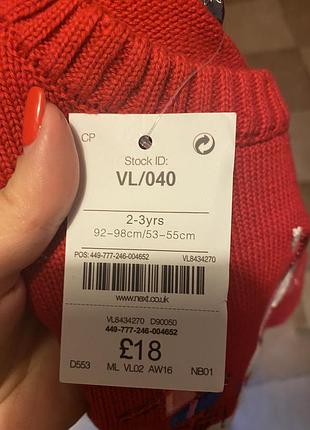 CP
Stock ID:
VL/040
2-3yrs
92-98cm/53-55cm
POS: 449-777-246-004652 VL8434270
www.next.co.uk
VL8434270 D90050
449-777-246-004652
£18
D553 ML VL02 AW16 NB01